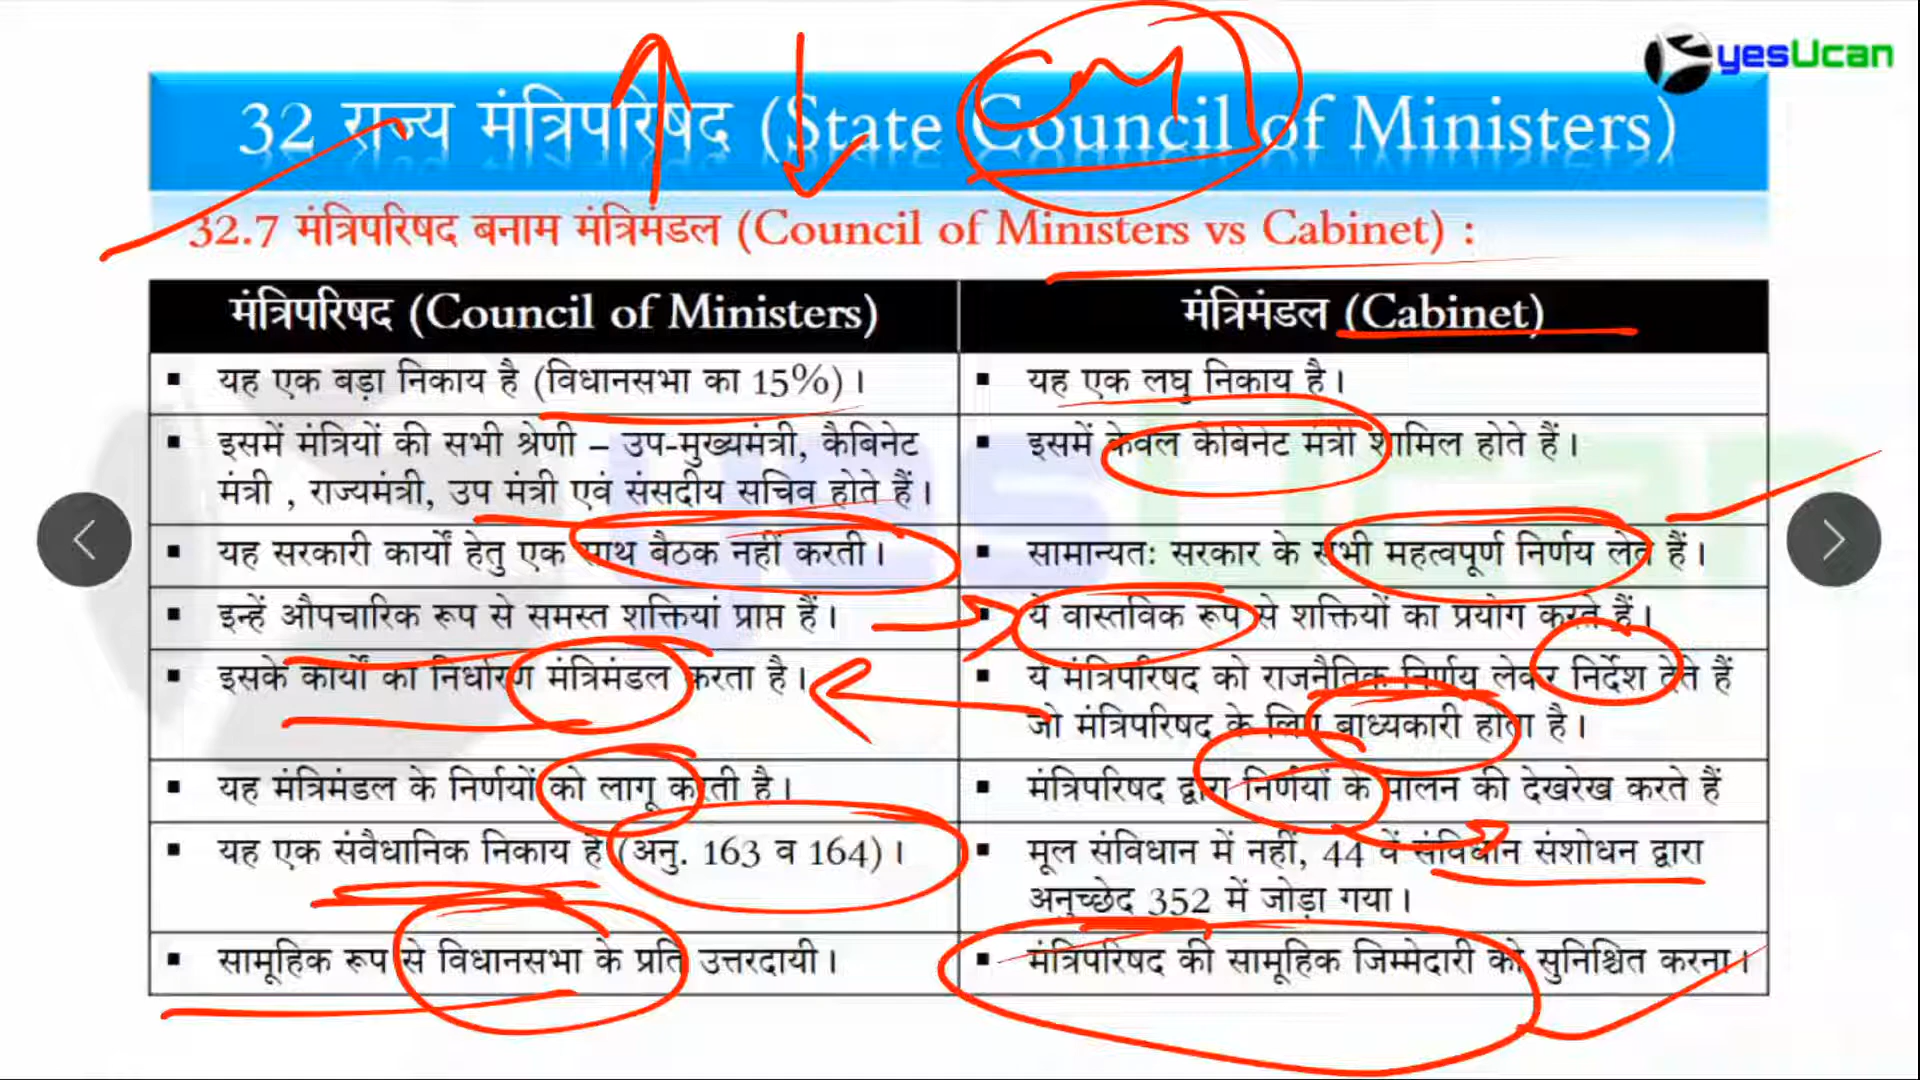 yesUcan
CM
32 राज्य मंत्रिपरिषद (State Council of Ministers)
32.7 मंत्रिपरिषद बनाम मंत्रिमंडल (Council of Ministers vs Cabinet) :
मंत्रिपरिषद (Council of Ministers)
मंत्रिमंडल (Cabinet)
▪ यह एक बड़ा निकाय है (विधानसभा का 15%) ।
▪ यह एक लघु निकाय है ।
▪ इसमें मंत्रियों की सभी श्रेणी – उप-मुख्यमंत्री, कैबिनेट
मंत्री , राज्यमंत्री, उप मंत्री एवं संसदीय सचिव होते हैं ।
▪ इसमें केवल कैबिनेट मंत्री शामिल होते हैं ।
▪ यह सरकारी कार्यों हेतु एक साथ बैठक नहीं करती ।
▪ सामान्यतः सरकार के सभी महत्वपूर्ण निर्णय लेते हैं ।
▪ इन्हें औपचारिक रूप से समस्त शक्तियां प्राप्त हैं ।
▪ ये वास्तविक रूप से शक्तियों का प्रयोग करते हैं ।
▪ इसके कार्यों का निर्धारण मंत्रिमंडल करता है ।
▪ ये मंत्रिपरिषद को राजनैतिक निर्णय लेकर निर्देश देते हैं
जो मंत्रिपरिषद के लिए बाध्यकारी होता है ।
▪ यह मंत्रिमंडल के निर्णयों को लागू करती है ।
▪ मंत्रिपरिषद द्वारा निर्णयों के पालन की देखरेख करते हैं
▪ यह एक संवैधानिक निकाय है (अनु. 163 व 164) ।
▪ मूल संविधान में नहीं, 44 वें संविधान संशोधन द्वारा
अनुच्छेद 352 में जोड़ा गया ।
▪ सामूहिक रूप से विधानसभा के प्रति उत्तरदायी ।
▪ मंत्रिपरिषद की सामूहिक जिम्मेदारी को सुनिश्चित करना ।